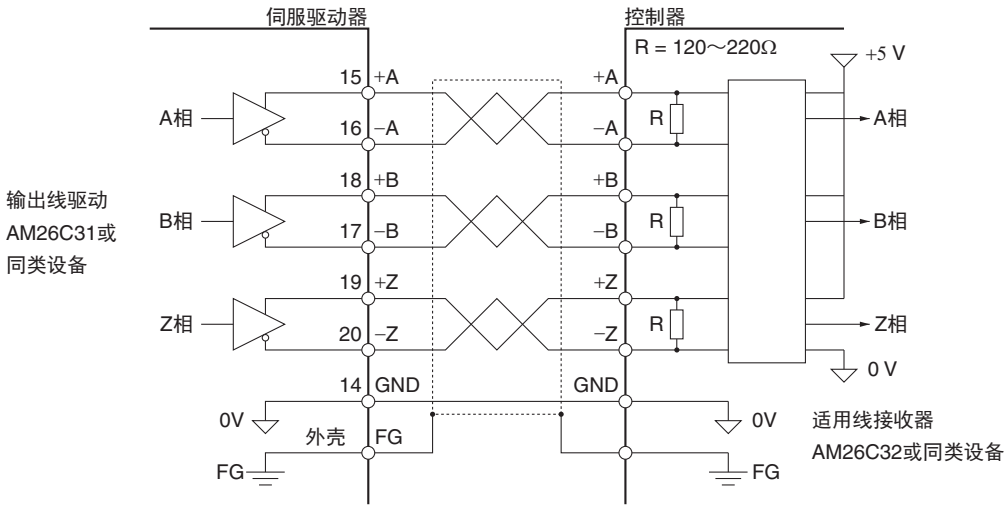 伺服驱动器
控制器
R = 120～220Ω
+5 V
15 +A
+A
A相
R
A相
16 −A
−A
18 +B
+B
输出线驱动
AM26C31或
同类设备
B相
R
B相
17 −B
−B
19 +Z
+Z
Z相
R
Z相
20 −Z
−Z
0 V
14 GND
GND
0V
0V
适用线接收器
AM26C32或同类设备
外壳 FG
FG
FG